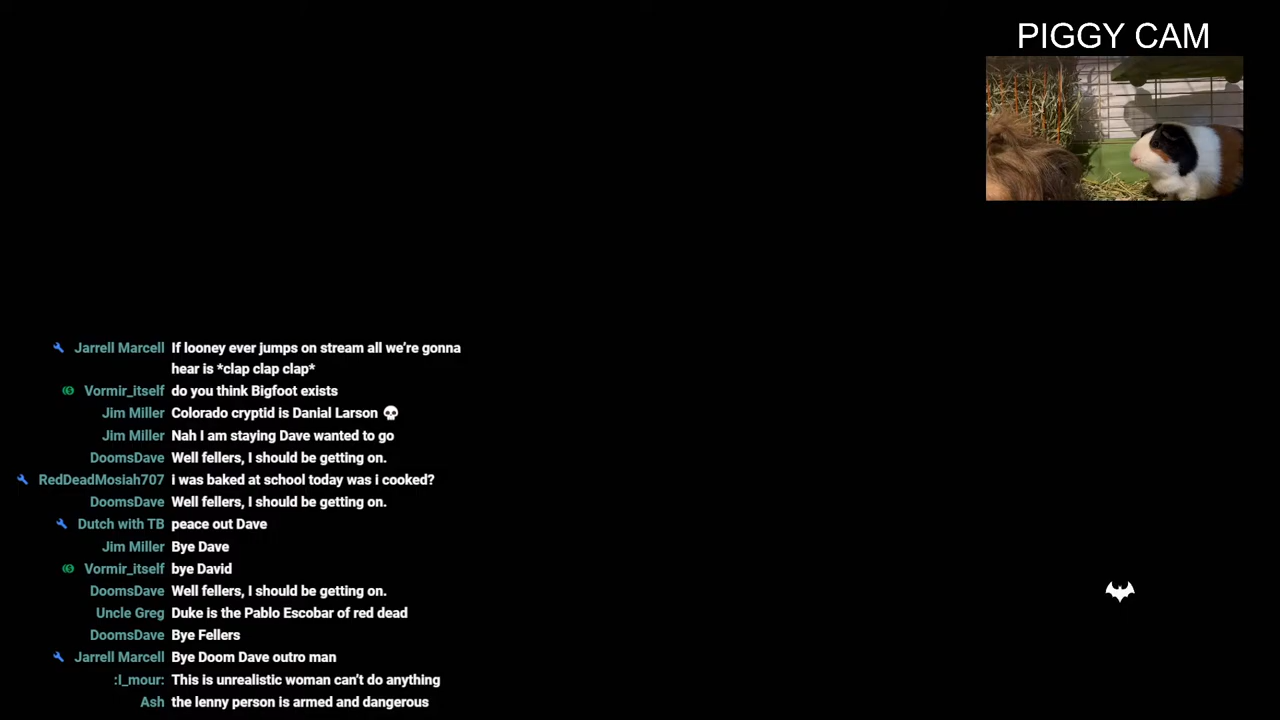 PIGGY CAM
Jarrell Marcell If looney ever jumps on stream all we're gonna
hear is *clap clap clap*
Vormir_itself do you think Bigfoot exists
Jim Miller Colorado cryptid is Danial Larson 💀
Jim Miller Nah I am staying Dave wanted to go
DoomsDave Well fellers, I should be getting on.
RedDeadMosiah707 i was baked at school today was i cooked?
DoomsDave Well fellers, I should be getting on.
Dutch with TB peace out Dave
Jim Miller Bye Dave
Vormir_itself bye David
DoomsDave Well fellers, I should be getting on.
Uncle Greg Duke is the Pablo Escobar of red dead
DoomsDave Bye Fellers
Jarrell Marcell Bye Doom Dave outro man
:I_mour: This is unrealistic woman can't do anything
Ash the lenny person is armed and dangerous